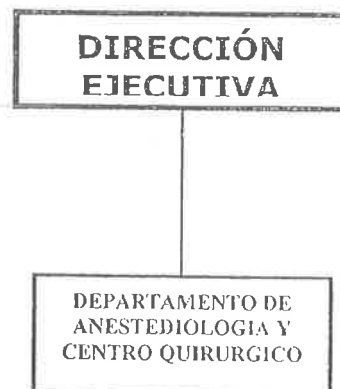 DIRECCIÓN
EJECUTIVA
DEPARTAMENTO DE
ANESTEDIOLOGIA Y
CENTRO QUIRURGICO